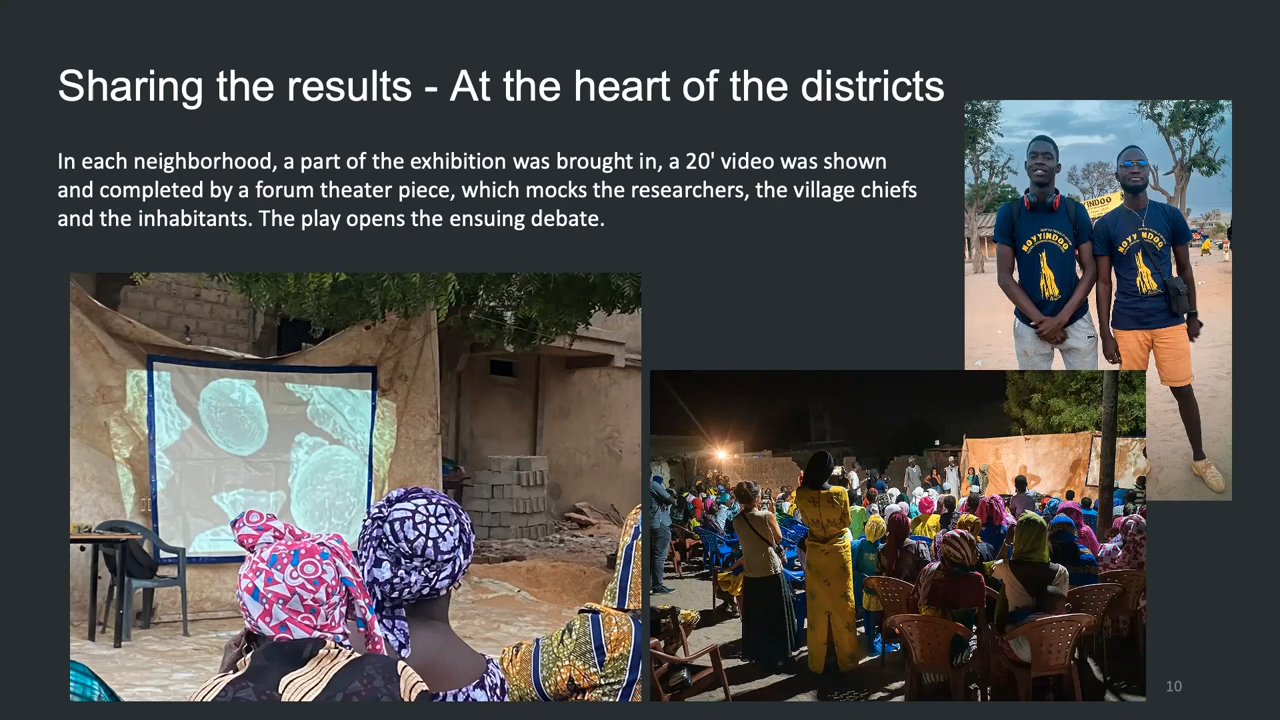 Sharing the results - At the heart of the districts
In each neighborhood, a part of the exhibition was brought in, a 20' video was shown
and completed by a forum theater piece, which mocks the researchers, the village chiefs
and the inhabitants. The play opens the ensuing debate.
10